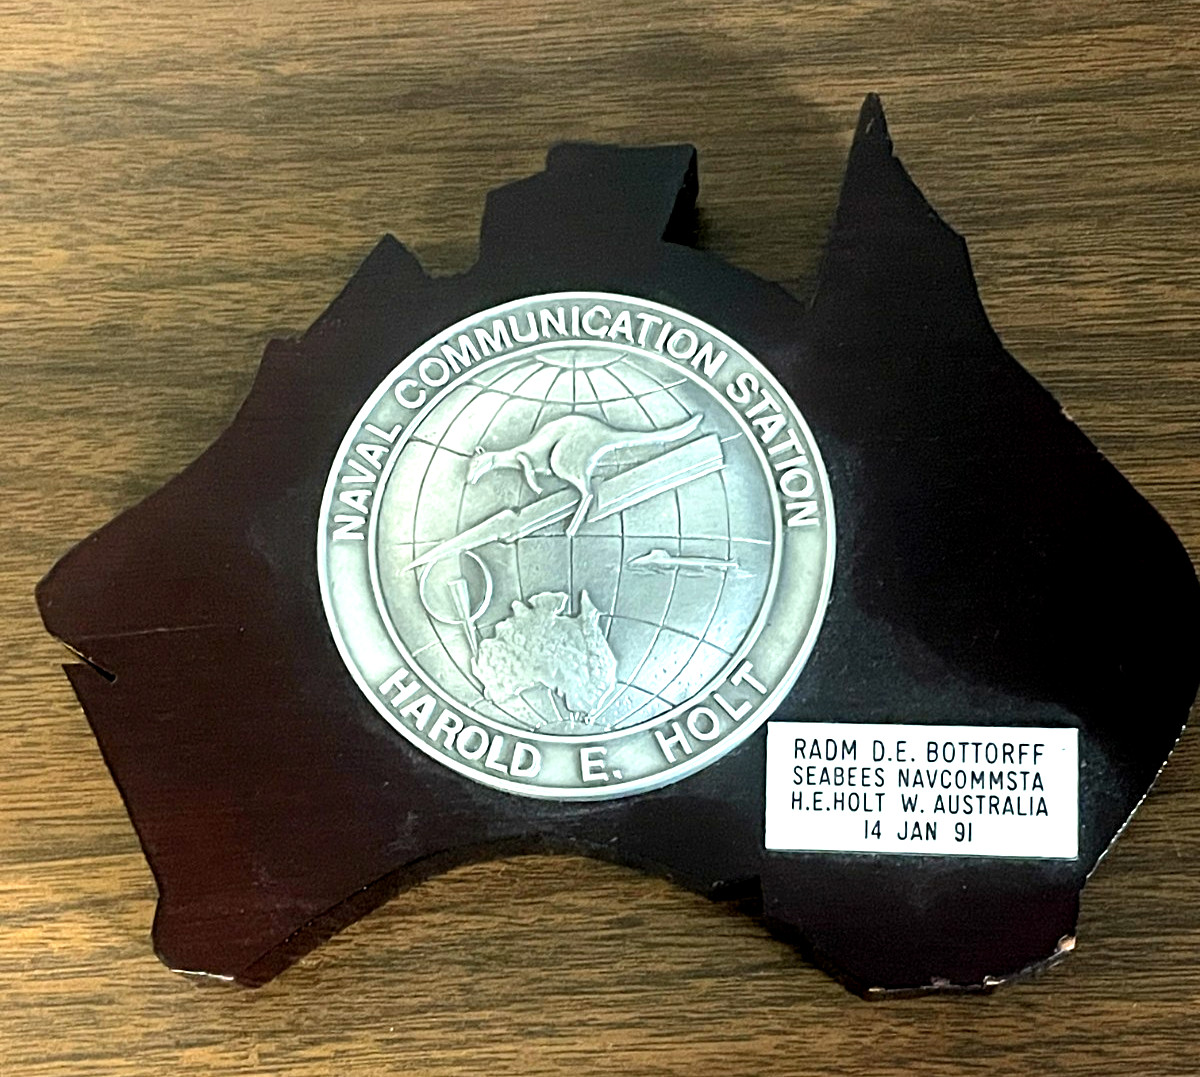 NAVAL COMMUNICATION STATION
HAROLD E. HOLT
RADM D.E. BOTTORFF
SEABEES NAVCOMMSTA
H.E.HOLT W. AUSTRALIA
14 JAN 91